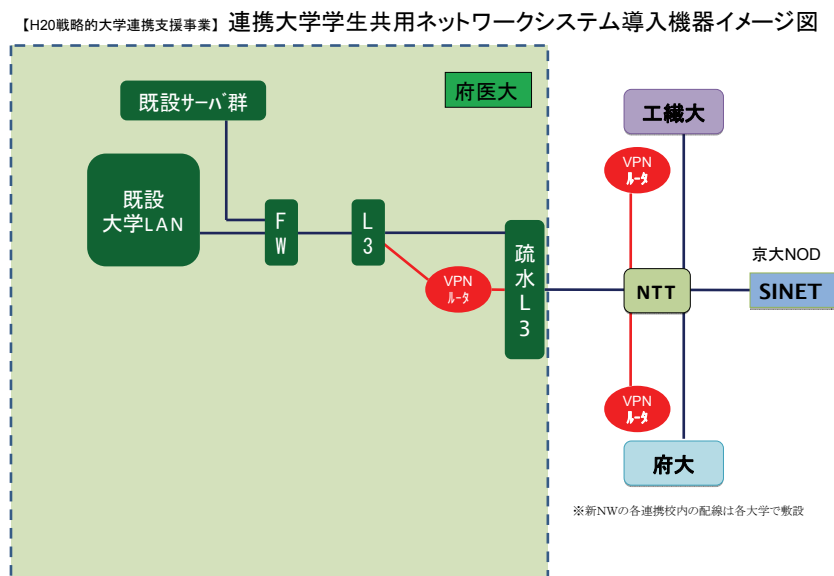 【H20戦略的大学連携支援事業】 連携大学学生共用ネットワークシステム導入機器イメージ図
府医大
既設サーバ群
既設
大学LAN
F
W
L
3
VPN
ルータ
疏
水
L
3
工繊大
VPN
ルータ
NTT
京大NOD
SINET
VPN
ルータ
府大
※新NWの各連携校内の配線は各大学で敷設